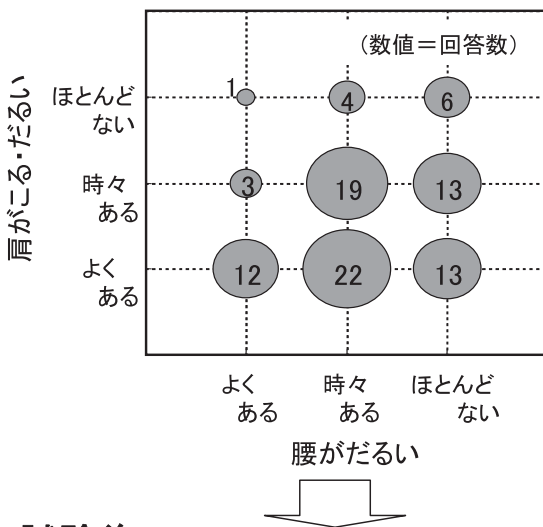 (数値=回答数)
肩がこる・だるい
ほとんど
ない
1
4
6
時々
ある
3
19
13
よく
ある
12
22
13
よく
ある
時々
ある
ほとんど
ない
腰がだるい